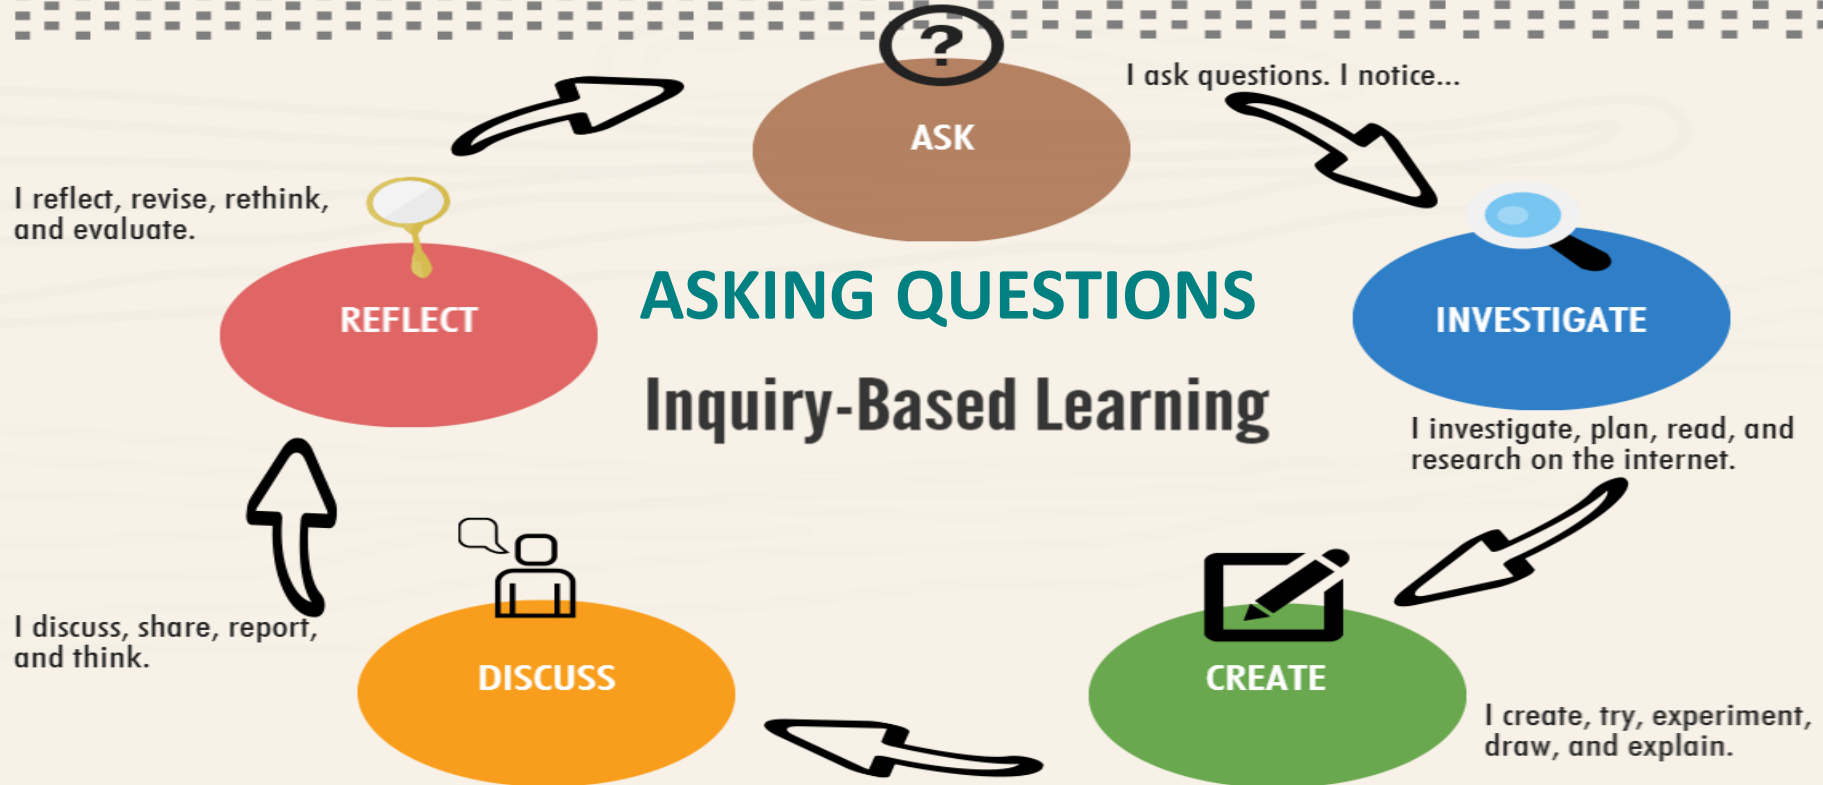 ?
ASK
I ask questions. I notice...
I reflect, revise, rethink,
and evaluate.
REFLECT
ASKING QUESTIONS
INVESTIGATE
Inquiry-Based Learning
I investigate, plan, read, and
research on the internet.
I discuss, share, report,
and think.
DISCUSS
CREATE
I create, try, experiment,
draw, and explain.